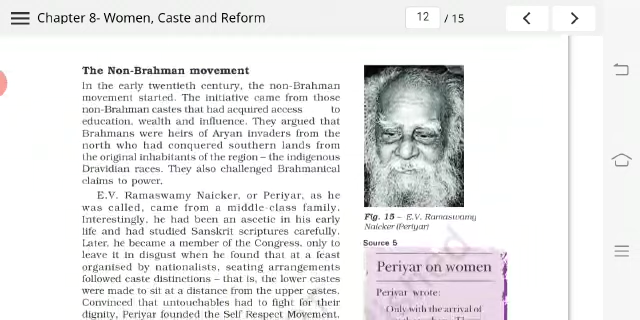 Chapter 8- Women, Caste and Reform
12 / 15
The Non-Brahman movement
In the early twentieth century, the non-Brahman
movement started. The initiative came from those
non-Brahman castes that had acquired access to
education, wealth and influence. They argued that
Brahmans were heirs of Aryan invaders from the
north who had conquered southern lands from
the original inhabitants of the region – the indigenous
Dravidian races. They also challenged Brahmanical
claims to power.
E.V. Ramaswamy Naicker, or Periyar, as he
was called, came from a middle-class family.
Interestingly, he had been an ascetic in his early
life and had studied Sanskrit scriptures carefully.
Later, he became a member of the Congress, only to
leave it in disgust when he found that at a feast
organised by nationalists, seating arrangements
followed caste distinctions – that is, the lower castes
were made to sit at a distance from the upper castes.
Convinced that untouchables had to fight for their
dignity, Periyar founded the Self Respect Movement.
Fig. 15 – E.V. Ramaswamy
Naicker (Periyar)
Source 5
Periyar on women
Periyar wrote:
Only with the arrival of